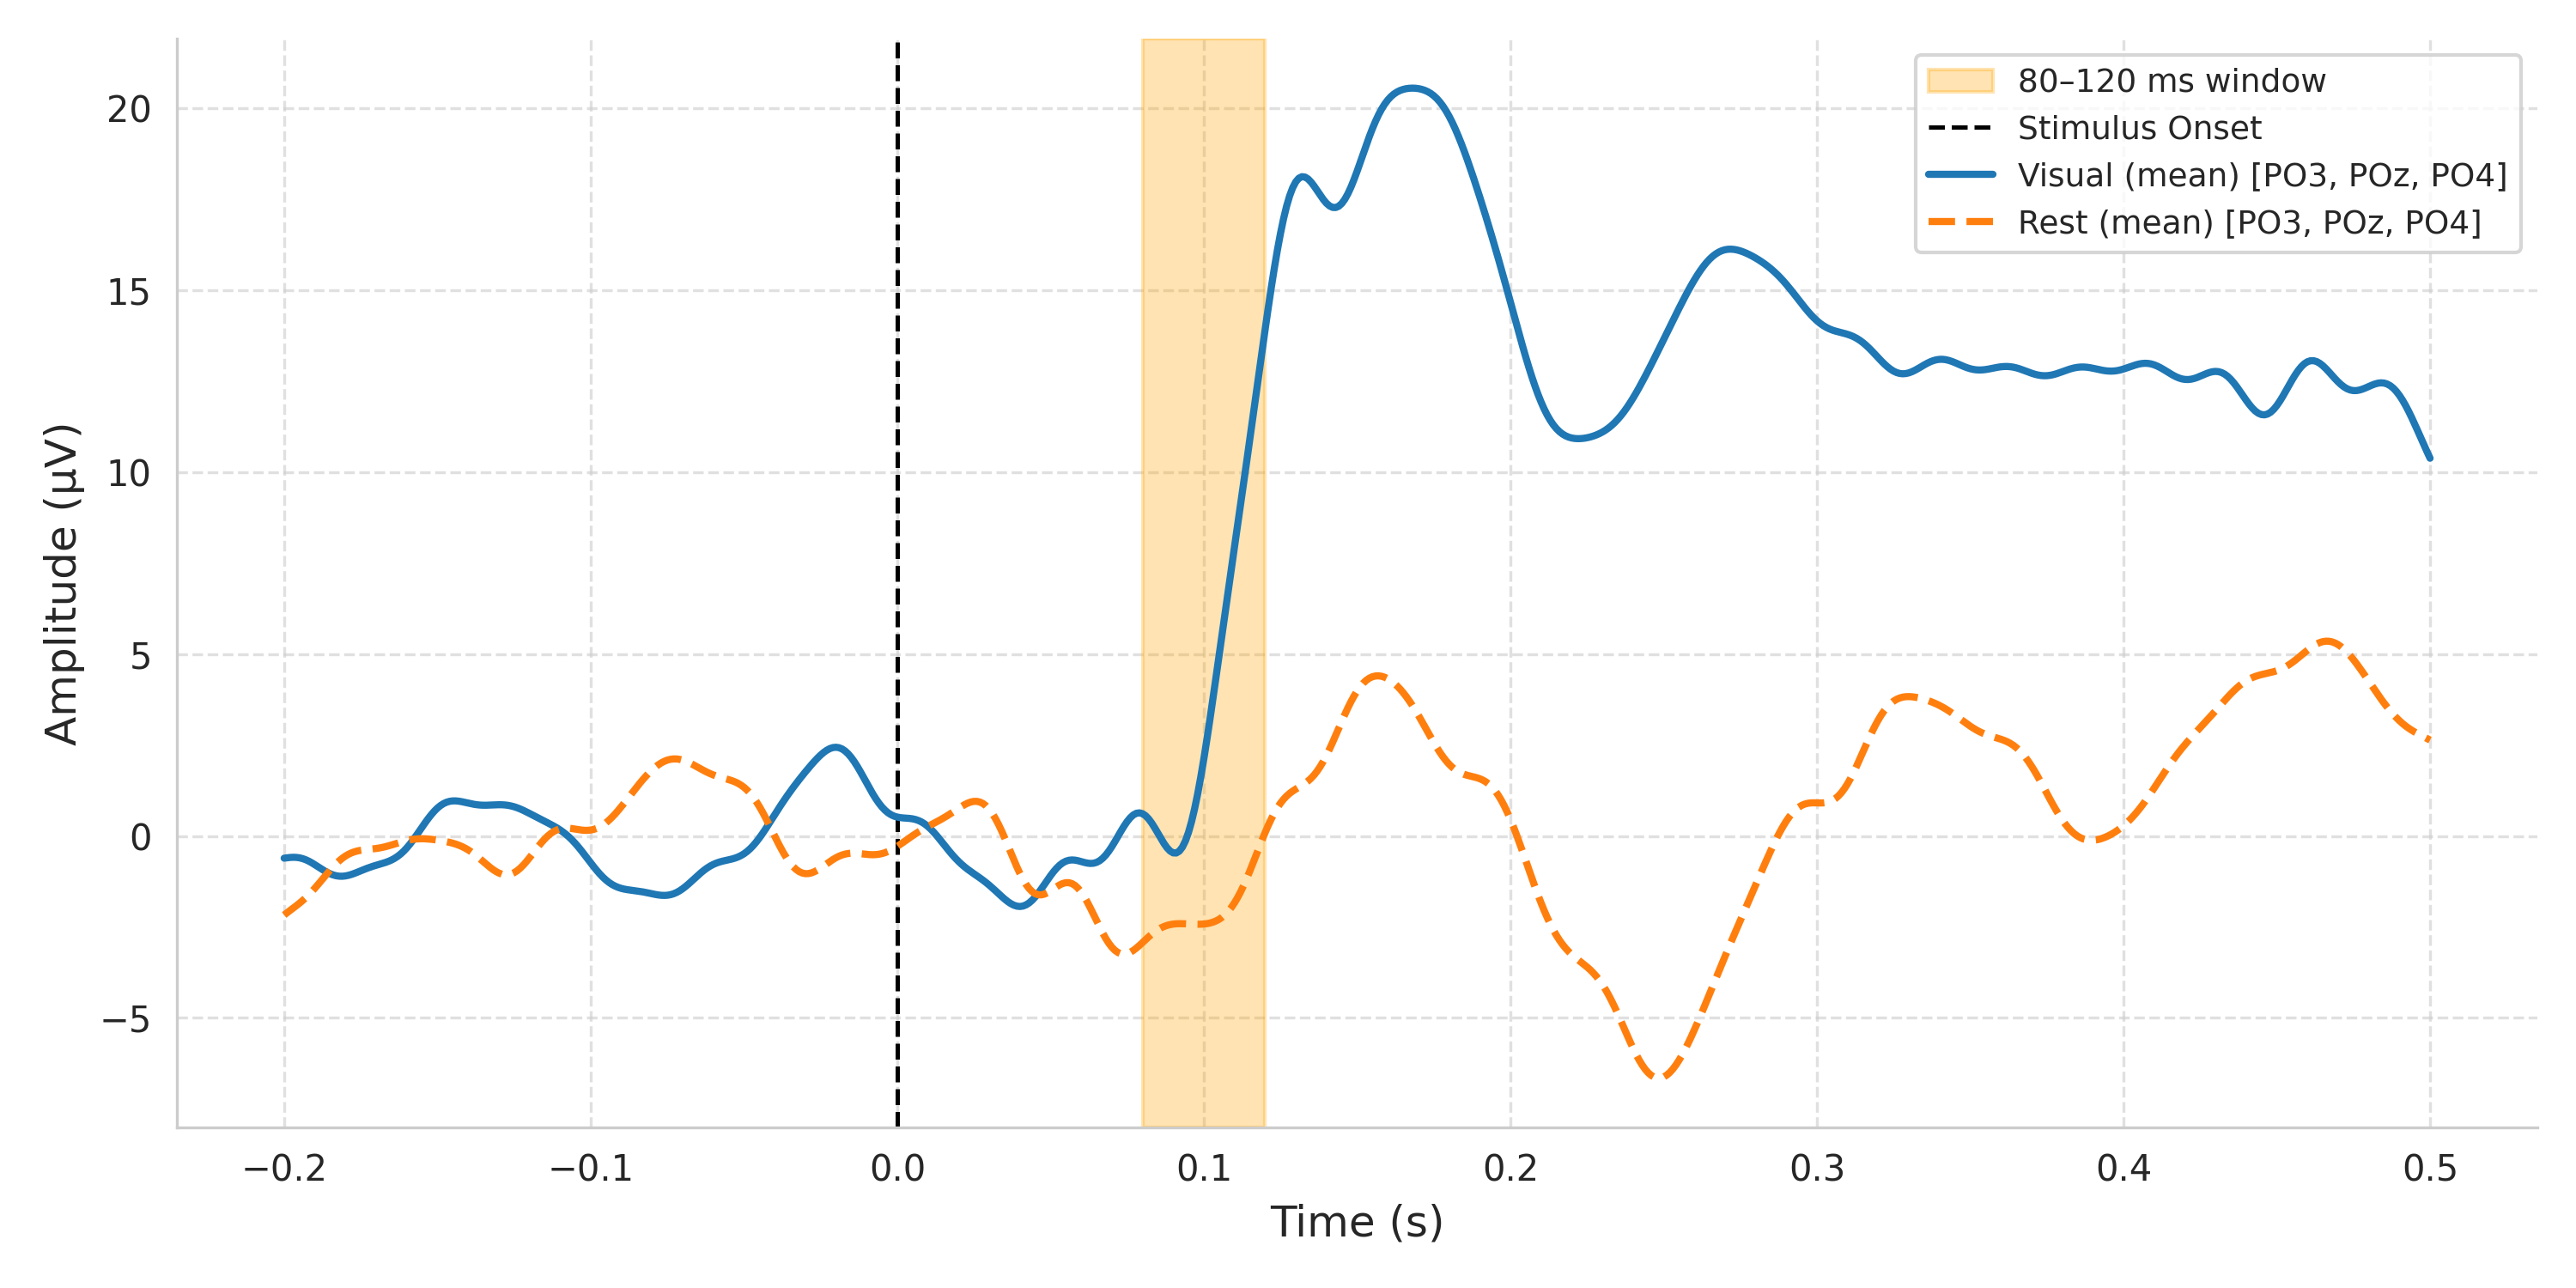 80–120 ms window
Stimulus Onset
Visual (mean) [PO3, POz, PO4]
Rest (mean) [PO3, POz, PO4]
Amplitude (µV)
20
15
10
5
0
−5
−0.2 −0.1 0.0 0.1 0.2 0.3 0.4 0.5
Time (s)